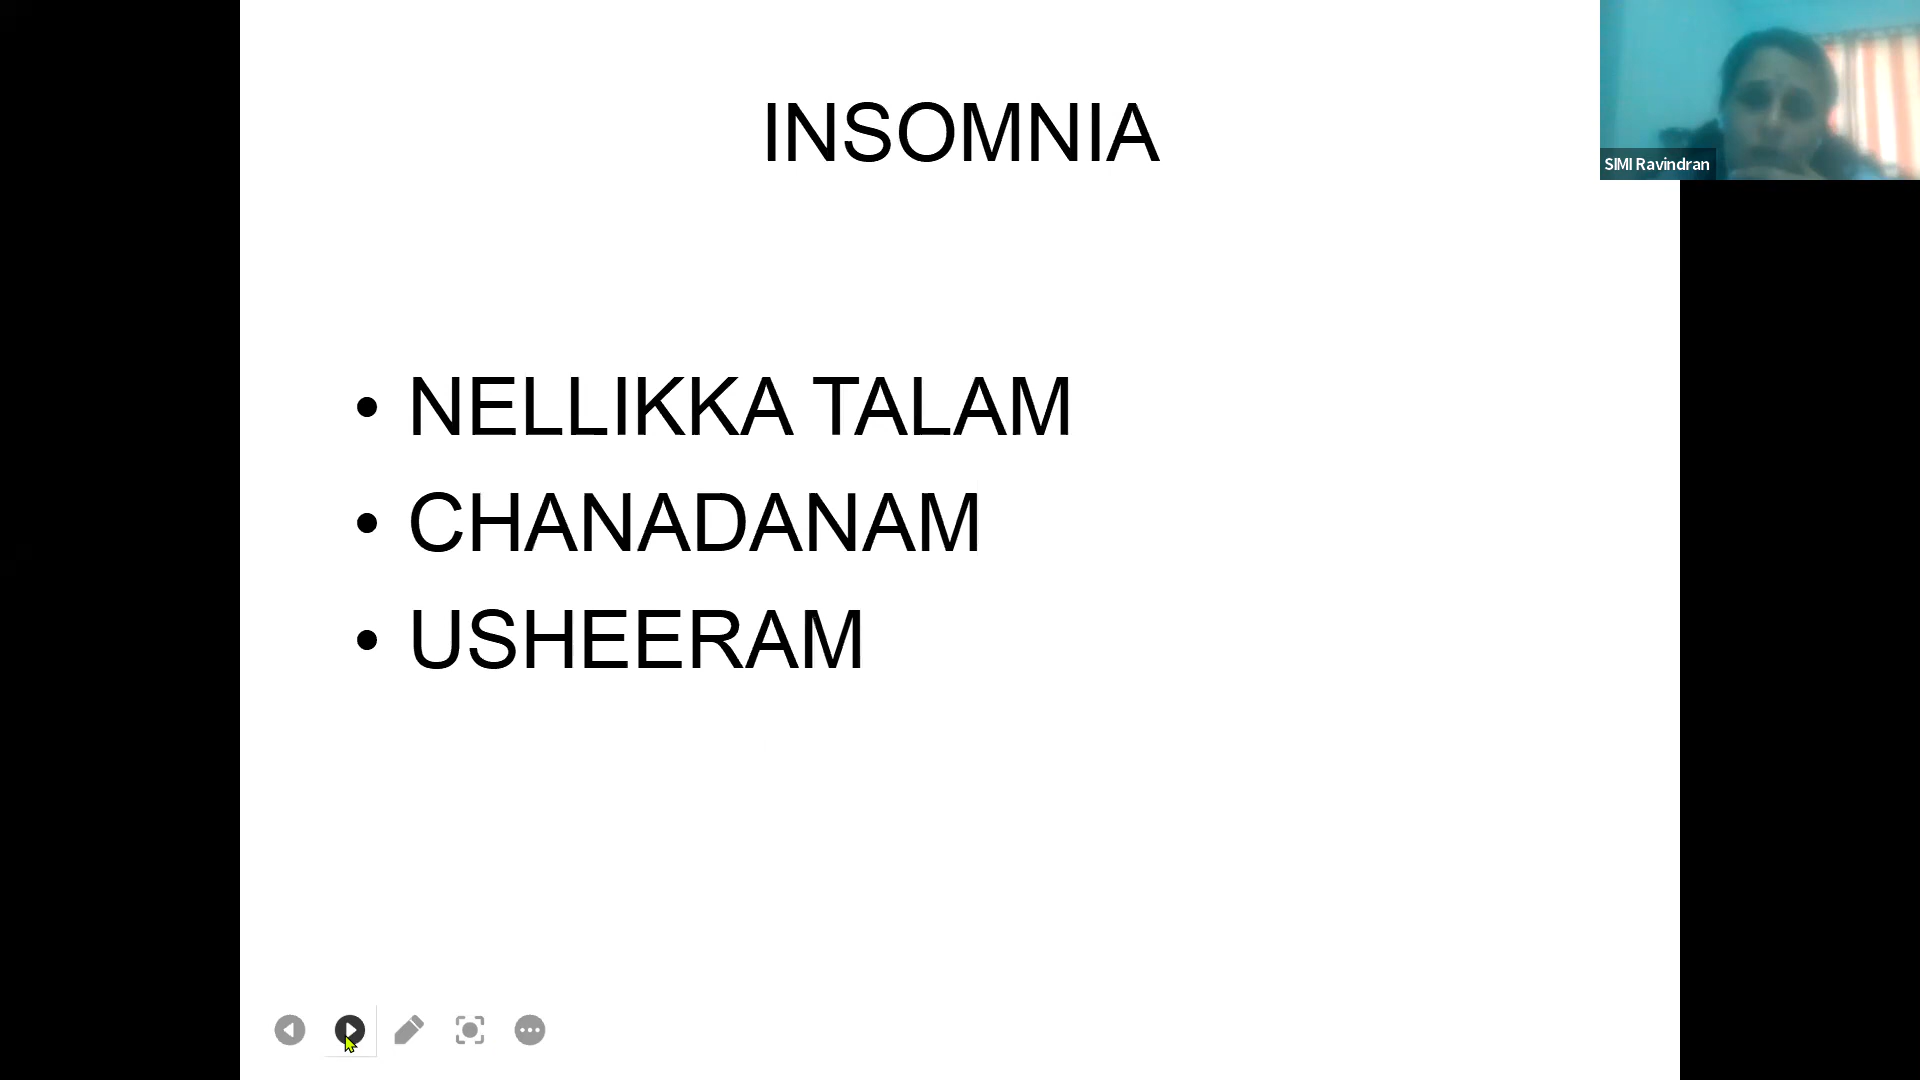 INSOMNIA
SIMI Ravindran
• NELLIKKA TALAM
• CHANADANAM
• USHEERAM